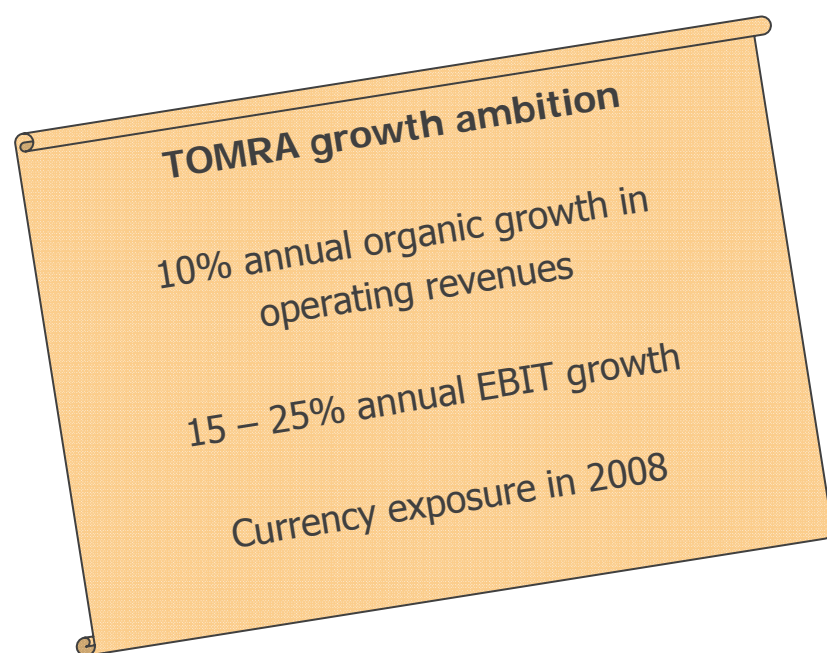 TOMRA growth ambition
10% annual organic growth in
operating revenues
15 – 25% annual EBIT growth
Currency exposure in 2008